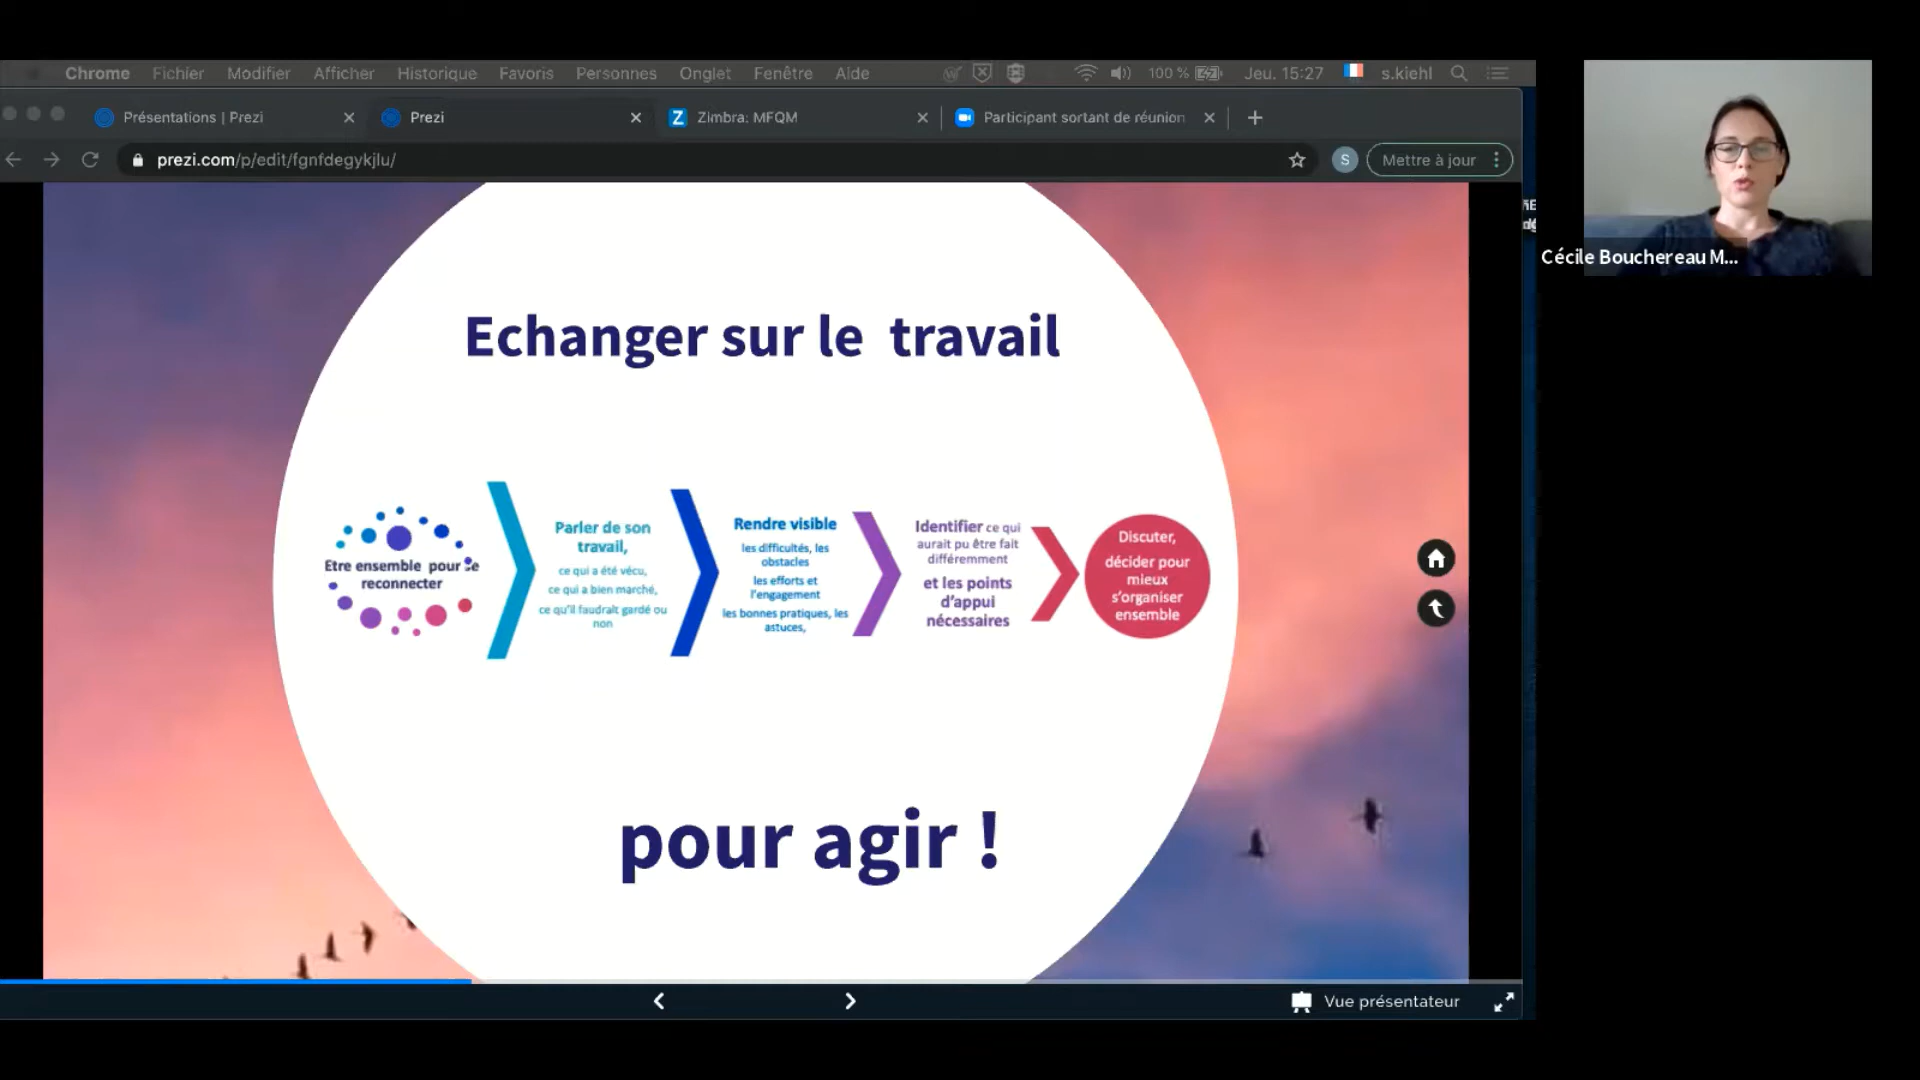 Chrome Fichier Modifier Afficher Historique Favoris Personnes Onglet Fenêtre Aide 100 % Jeu. 15:27 s.kiehl
Présentations | Prezi
Prezi
Zimbra: MFQM
Participant sortant de réunion
prezi.com/p/edit/fgnfdegykjlu/
S
Mettre à jour
Cécile Bouchereau M...
Echanger sur le travail
Etre ensemble pour se
reconnecter
Parler de son
travail,
ce qui a été vécu,
ce qui a bien marché,
ce qu'il faudrait gardé ou
non
Rendre visible
les difficultés, les
obstacles
les efforts et
l'engagement
les bonnes pratiques, les
astuces,
Identifier ce qui
aurait pu être fait
différemment
et les points
d'appui
nécessaires
Discuter,
décider pour
mieux
s'organiser
ensemble
pour agir !
Vue présentateur